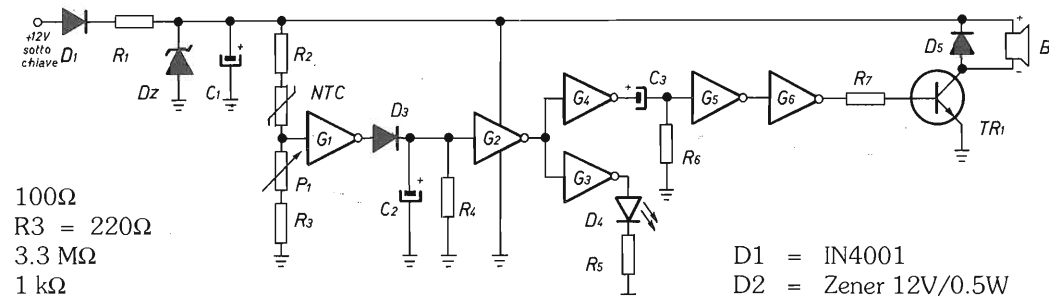 +12V
sotto
chiave
D1
R1
Dz
C1
+
R2
NTC
P1
R3
G1
D3
C2
+
R4
G2
G4
G3
D4
R5
+
C3
R6
G5
G6
R7
TR1
D5
+
B
-
100Ω
R3 = 220Ω
3.3 MΩ
1 kΩ
D1 = IN4001
D2 = Zener 12V/0.5W